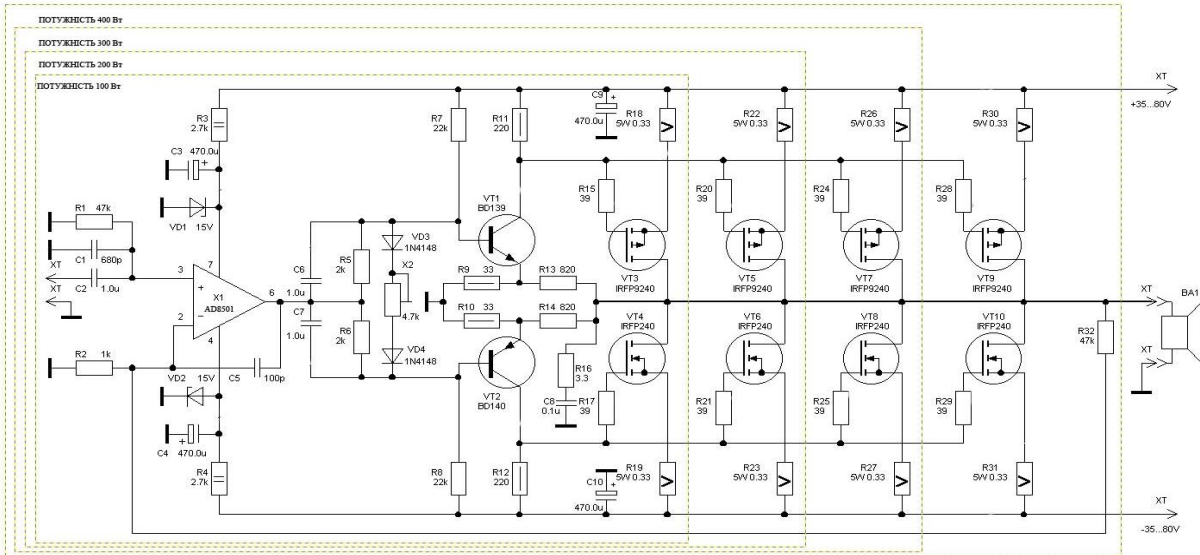 ПОТУЖНІСТЬ 400 Вт
ПОТУЖНІСТЬ 300 Вт
ПОТУЖНІСТЬ 200 Вт
ПОТУЖНІСТЬ 100 Вт
XT
+35...80V
R3
2.7k
C3
470.0u
+
VD1
15V
R1
47k
C1
680p
XT
XT
C2
1.0u
3
+
7
X1
AD8501
6
2
−
4
R2
1k
VD2
15V
C5
100p
C4
+
470.0u
R4
2.7k
R7
22k
R11
220
C9
+
470.0u
R18
5W 0.33
R22
5W 0.33
R26
5W 0.33
R30
5W 0.33
VT1
BD139
R15
39
R20
39
R24
39
R28
39
C6
1.0u
C7
1.0u
R5
2k
R6
2k
VD3
1N4148
X2
4.7k
VD4
1N4148
R9
33
R13
820
R10
33
R14
820
VT3
IRFP9240
VT5
IRFP9240
VT7
IRFP9240
VT9
IRFP9240
VT4
IRFP240
VT6
IRFP240
VT8
IRFP240
VT10
IRFP240
XT
BA1
XT
R32
47k
VT2
BD140
R16
3.3
C8
0.1u
R17
39
R21
39
R25
39
R29
39
R8
22k
R12
220
C10
+
470.0u
R19
5W 0.33
R23
5W 0.33
R27
5W 0.33
R31
5W 0.33
XT
-35...80V